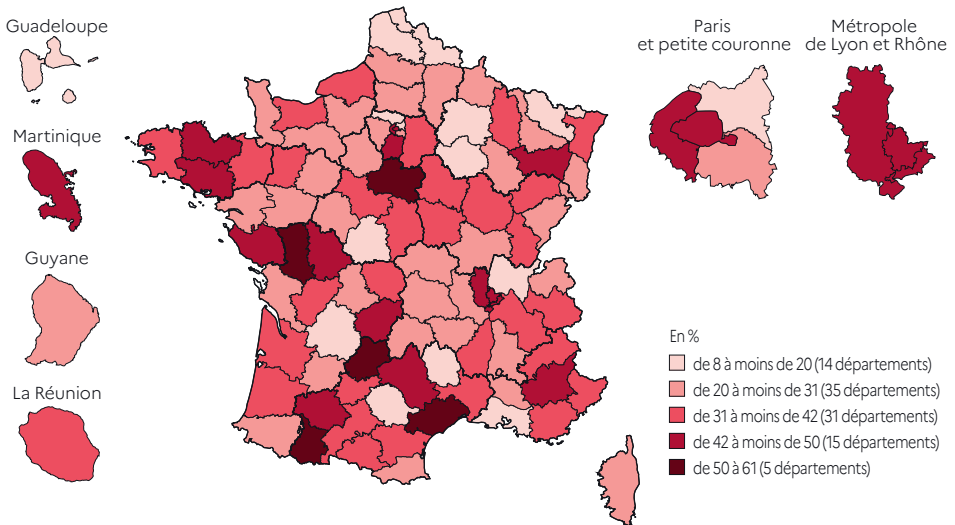 Guadeloupe
Martinique
Guyane
La Réunion
Paris
et petite couronne
Métropole
de Lyon et Rhône
En %
de 8 à moins de 20 (14 départements)
de 20 à moins de 31 (35 départements)
de 31 à moins de 42 (31 départements)
de 42 à moins de 50 (15 départements)
de 50 à 61 (5 départements)